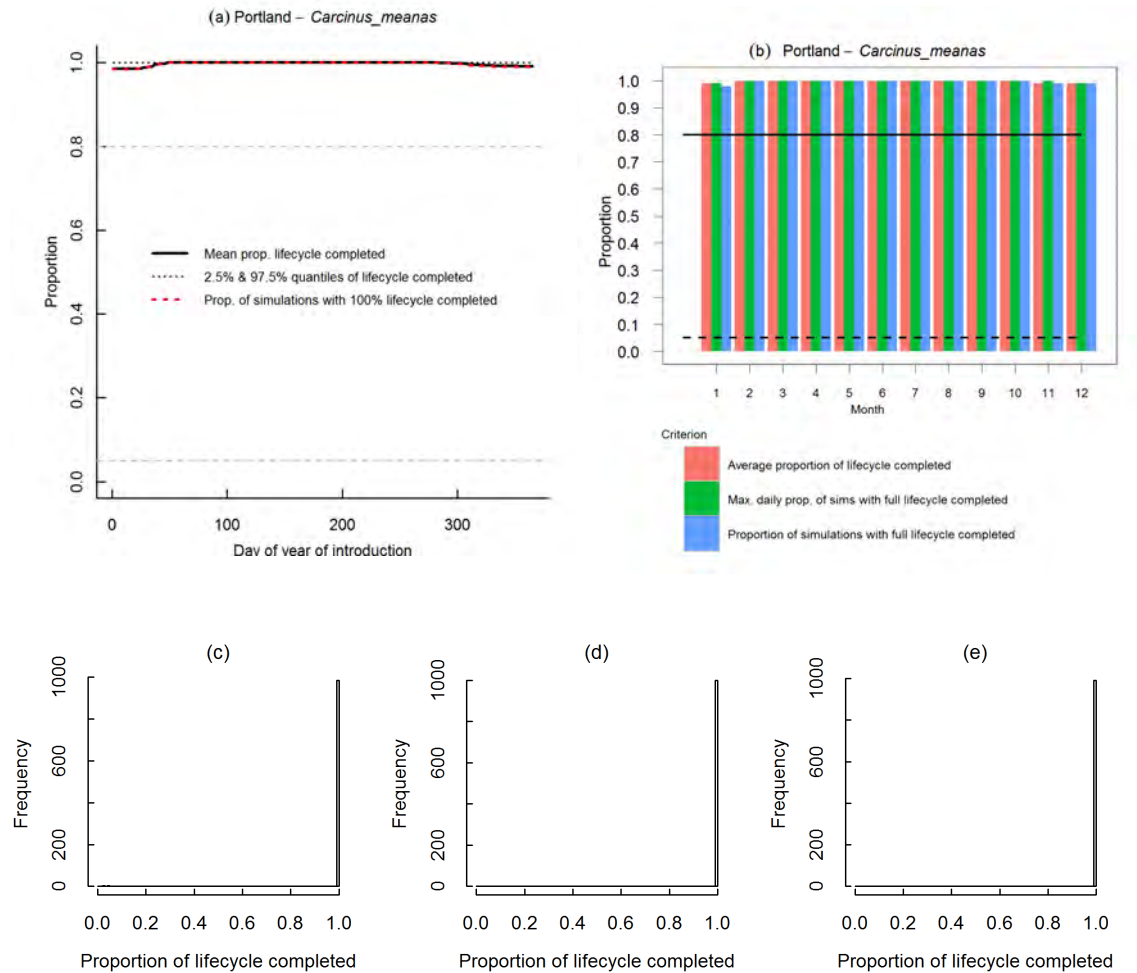 (a) Portland – Carcinus_meanas
Proportion
1.0
0.8
0.6
0.4
0.2
0.0
Mean prop. lifecycle completed
2.5% & 97.5% quantiles of lifecycle completed
Prop. of simulations with 100% lifecycle completed
0 100 200 300
Day of year of introduction
(b) Portland – Carcinus_meanas
Proportion
1.0
0.9
0.8
0.7
0.6
0.5
0.4
0.3
0.2
0.1
0.0
1 2 3 4 5 6 7 8 9 10 11 12
Month
Criterion
Average proportion of lifecycle completed
Max. daily prop. of sims with full lifecycle completed
Proportion of simulations with full lifecycle completed
(c)
Frequency
1000
600
200
0
0.0 0.2 0.4 0.6 0.8 1.0
Proportion of lifecycle completed
(d)
Frequency
1000
600
200
0
0.0 0.2 0.4 0.6 0.8 1.0
Proportion of lifecycle completed
(e)
Frequency
1000
600
200
0
0.0 0.2 0.4 0.6 0.8 1.0
Proportion of lifecycle completed